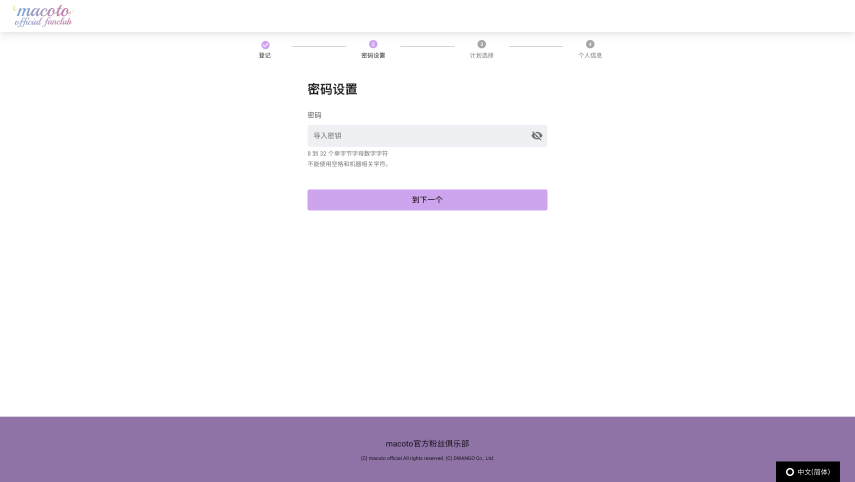 macoto
official fanclub
登记
2
密码设置
3
计划选择
4
个人信息
密码设置
密码
导入密钥
8 到 32 个单字节字母数字字符
不能使用空格和机器相关字符。
到下一个
macoto官方粉丝俱乐部
(C) macoto official All rights reserved. (C) DWANGO Co., Ltd.
中文(简体)